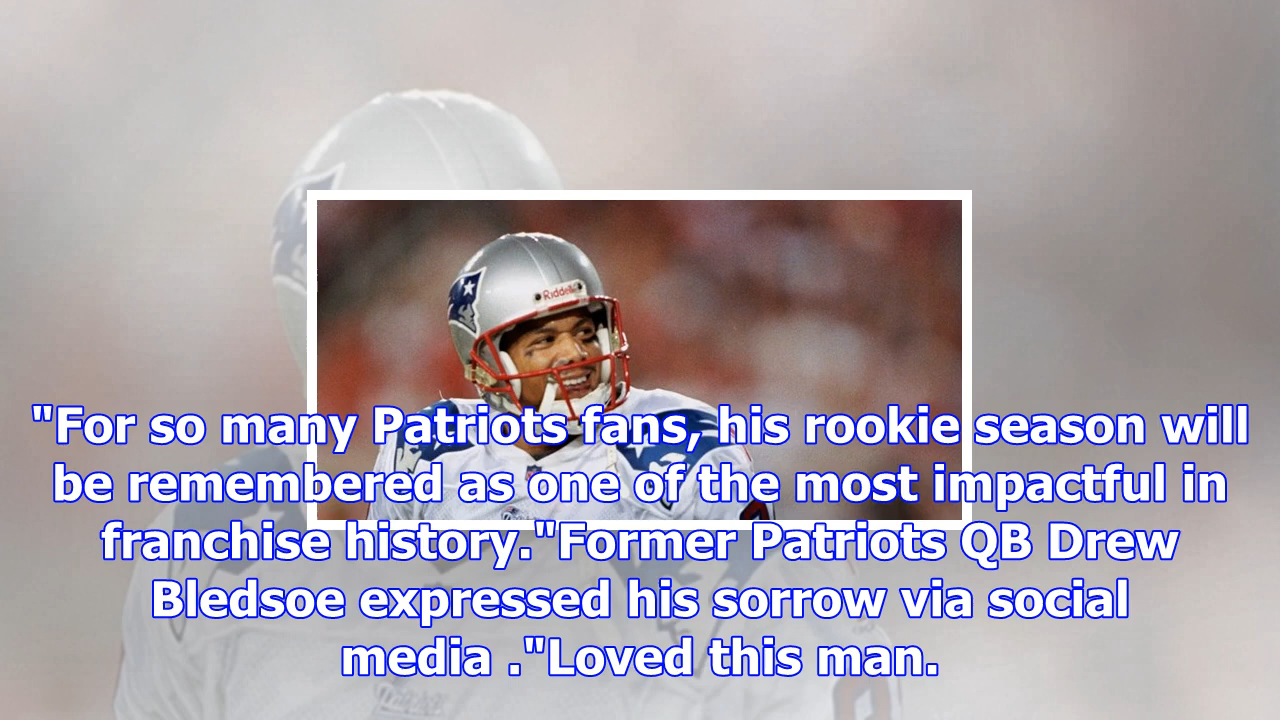 Riddell
"For so many Patriots fans, his rookie season will
be remembered as one of the most impactful in
franchise history."Former Patriots QB Drew
Bledsoe expressed his sorrow via social
media ."Loved this man.